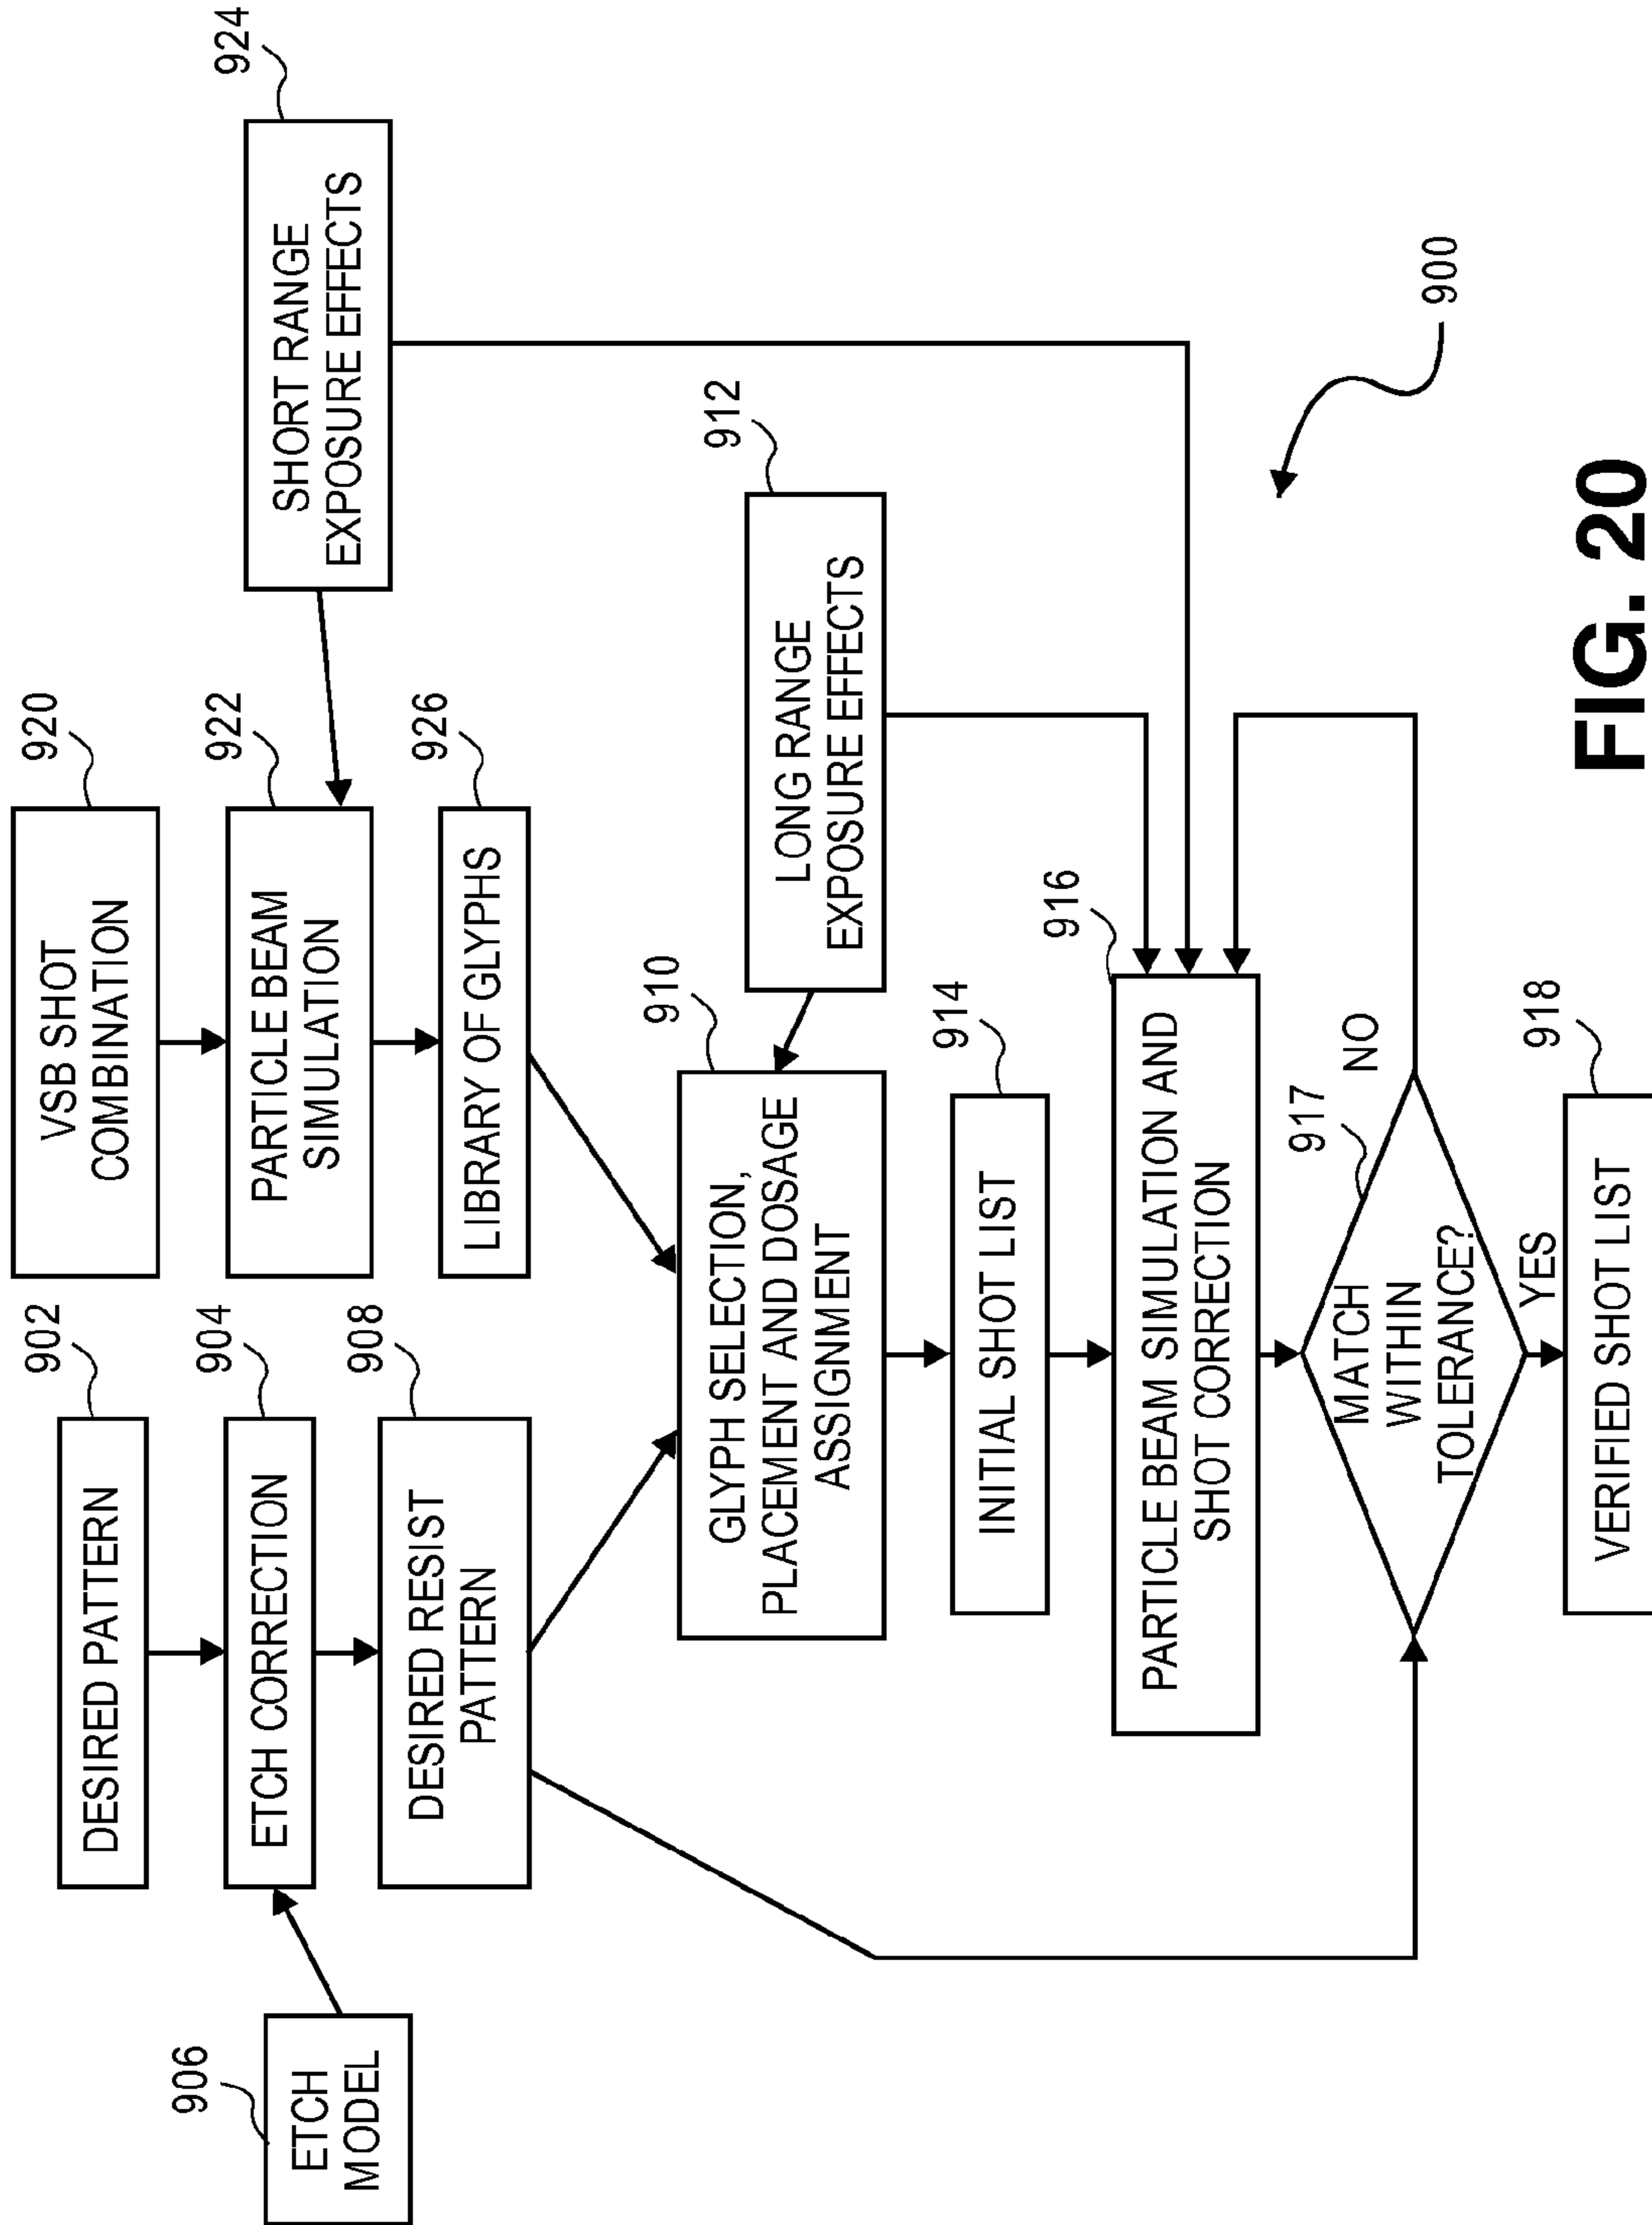 920
VSB SHOT
COMBINATION
902
DESIRED PATTERN
924
SHORT RANGE
EXPOSURE EFFECTS
922
PARTICLE BEAM
SIMULATION
904
ETCH CORRECTION
906
ETCH
MODEL
926
LIBRARY OF GLYPHS
908
DESIRED RESIST
PATTERN
912
LONG RANGE
EXPOSURE EFFECTS
910
GLYPH SELECTION,
PLACEMENT AND DOSAGE
ASSIGNMENT
914
INITIAL SHOT LIST
916
PARTICLE BEAM SIMULATION AND
SHOT CORRECTION
917
MATCH
WITHIN
TOLERANCE?
NO
YES
918
VERIFIED SHOT LIST
900
FIG. 20